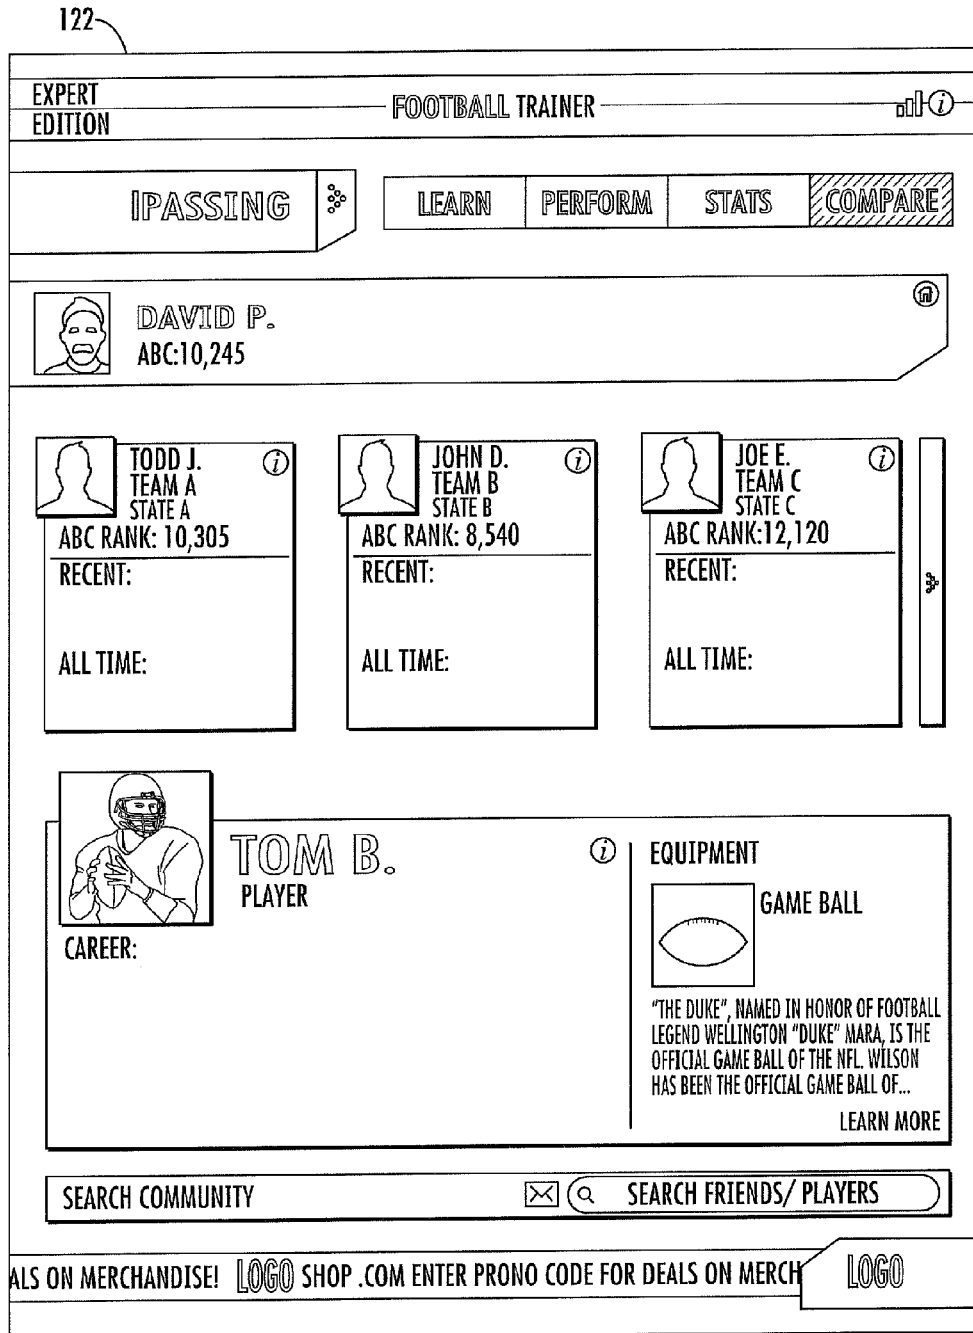 122
EXPERT
EDITION
FOOTBALL TRAINER
IPASSING
LEARN
PERFORM
STATS
COMPARE
DAVID P.
ABC:10,245
TODD J.
TEAM A
STATE A
ABC RANK: 10,305
RECENT:
ALL TIME:
JOHN D.
TEAM B
STATE B
ABC RANK: 8,540
RECENT:
ALL TIME:
JOE E.
TEAM C
STATE C
ABC RANK:12,120
RECENT:
ALL TIME:
TOM B.
PLAYER
CAREER:
EQUIPMENT
GAME BALL
"THE DUKE", NAMED IN HONOR OF FOOTBALL
LEGEND WELLINGTON "DUKE" MARA, IS THE
OFFICIAL GAME BALL OF THE NFL. WILSON
HAS BEEN THE OFFICIAL GAME BALL OF...
LEARN MORE
SEARCH COMMUNITY
SEARCH FRIENDS/ PLAYERS
ALS ON MERCHANDISE! LOGO SHOP .COM ENTER PRONO CODE FOR DEALS ON MERCH
LOGO